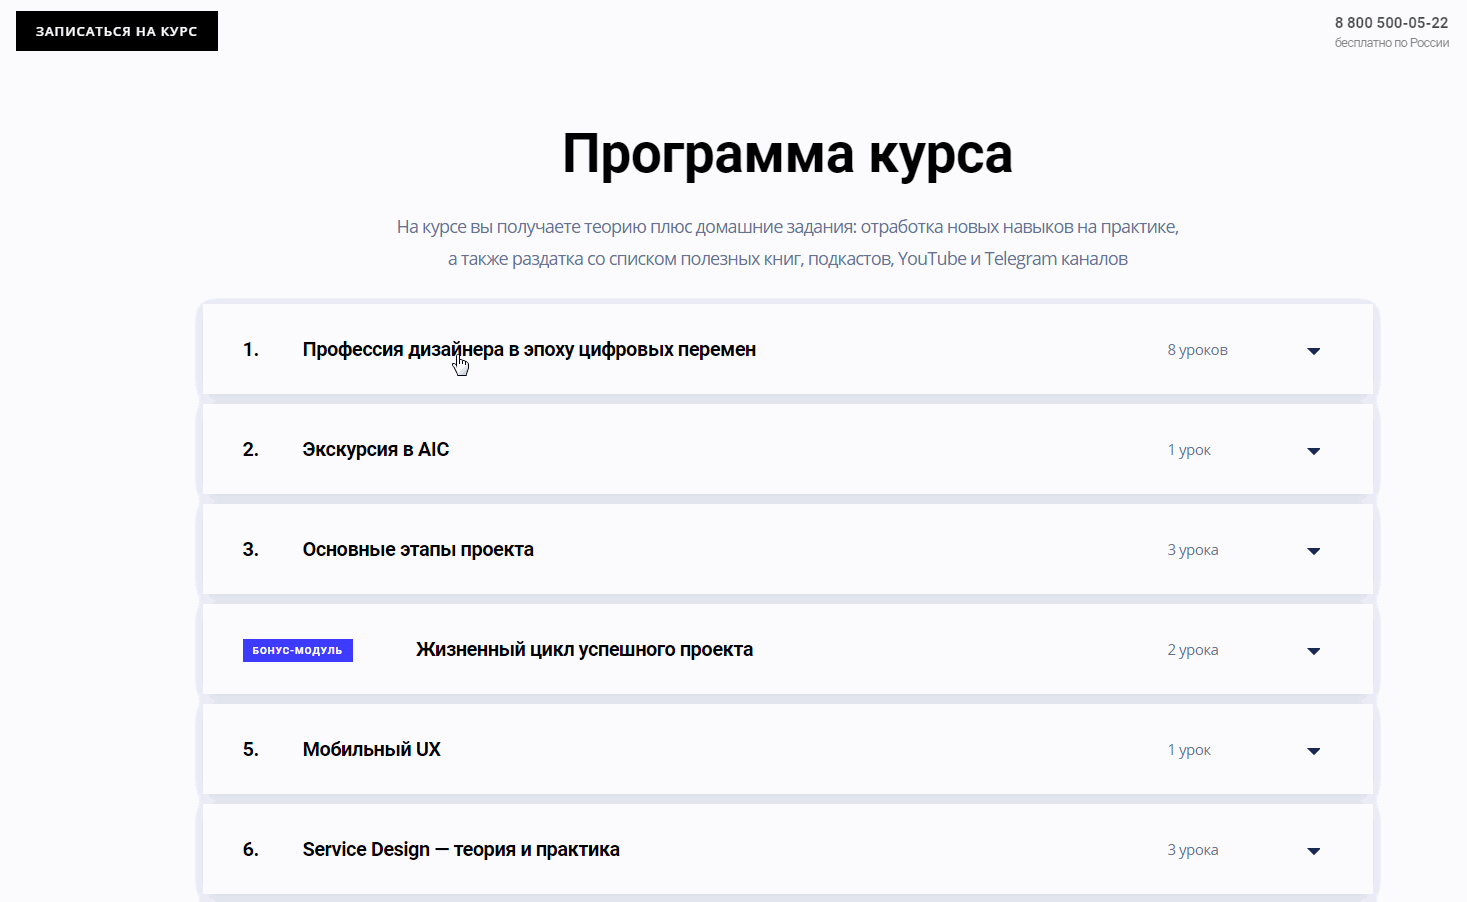 ЗАПИСАТЬСЯ НА КУРС
8 800 500-05-22
бесплатно по России
Программа курса
На курсе вы получаете теорию плюс домашние задания: отработка новых навыков на практике,
а также раздатка со списком полезных книг, подкастов, YouTube и Telegram каналов
1. Профессия дизайнера в эпоху цифровых перемен 8 уроков
2. Экскурсия в AIC 1 урок
3. Основные этапы проекта 3 урока
БОНУС-МОДУЛЬ Жизненный цикл успешного проекта 2 урока
5. Мобильный UX 1 урок
6. Service Design — теория и практика 3 урока